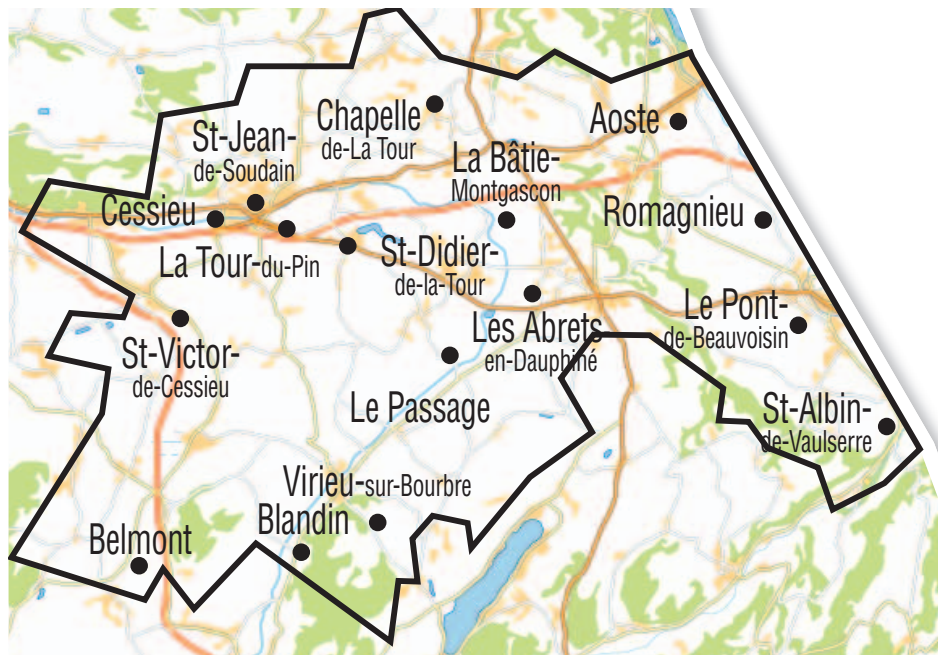 Chapelle
de-La Tour
Aoste
St-Jean-
de-Soudain
La Bâtie-
Montgascon
Cessieu
Romagnieu
La Tour-du-Pin
St-Didier-
de-la-Tour
Les Abrets
en-Dauphiné
Le Pont-
de-Beauvoisin
St-Victor-
de-Cessieu
Le Passage
St-Albin-
de-Vaulserre
Virieu-sur-Bourbre
Blandin
Belmont